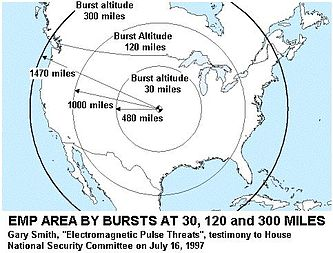 Burst altitude
300 miles
Burst Altitude
120 miles
1470 miles
Burst altitude
30 miles
1000 miles
480 miles
EMP AREA BY BURSTS AT 30, 120 and 300 MILES
Gary Smith, "Electromagnetic Pulse Threats", testimony to House
National Security Committee on July 16, 1997